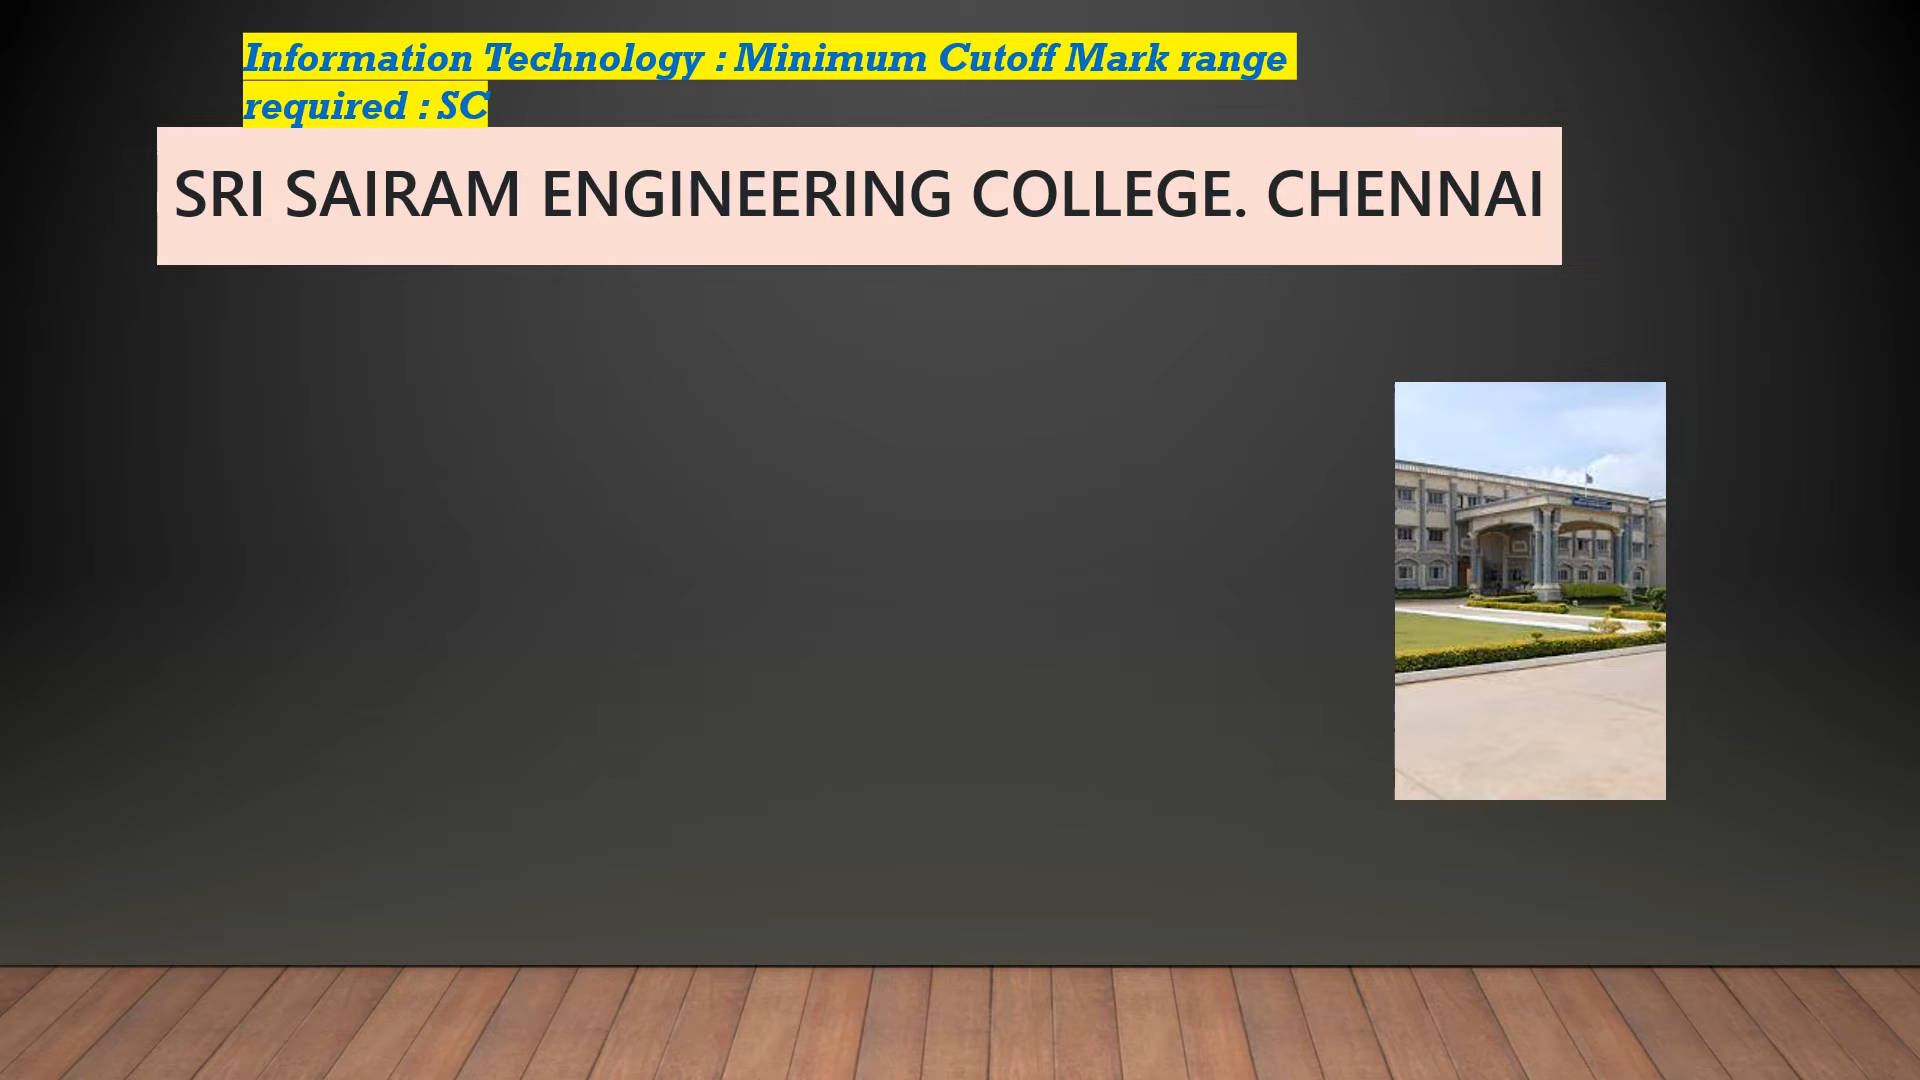 Information Technology : Minimum Cutoff Mark range
required : SC
SRI SAIRAM ENGINEERING COLLEGE. CHENNAI